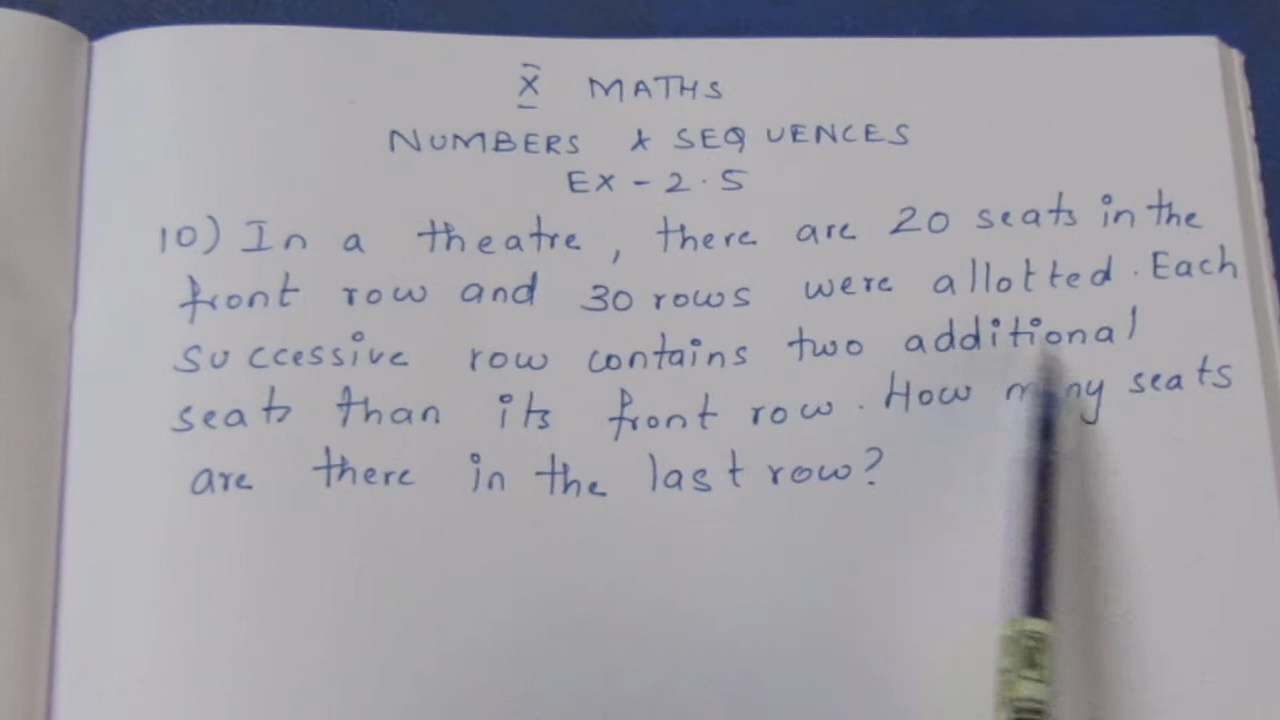 X MATHS
NUMBERS & SEQUENCES
EX - 2.5
10) In a theatre, there are 20 seats in the
front row and 30 rows were allotted. Each
successive row contains two additional
seats than its front row. How many seats
are there in the last row?